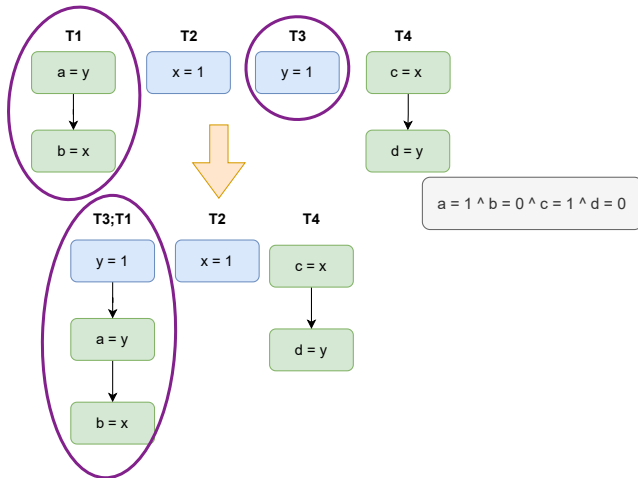 T1 T2 T3 T4
a = y x = 1 y = 1 c = x
b = x d = y
a = 1 ^ b = 0 ^ c = 1 ^ d = 0
T3;T1 T2 T4
y = 1 x = 1 c = x
a = y d = y
b = x